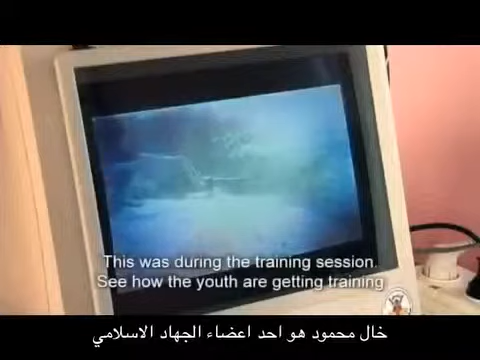 This was during the training session.
See how the youth are getting training
خال محمود هو احد اعضاء الجهاد الاسلامي